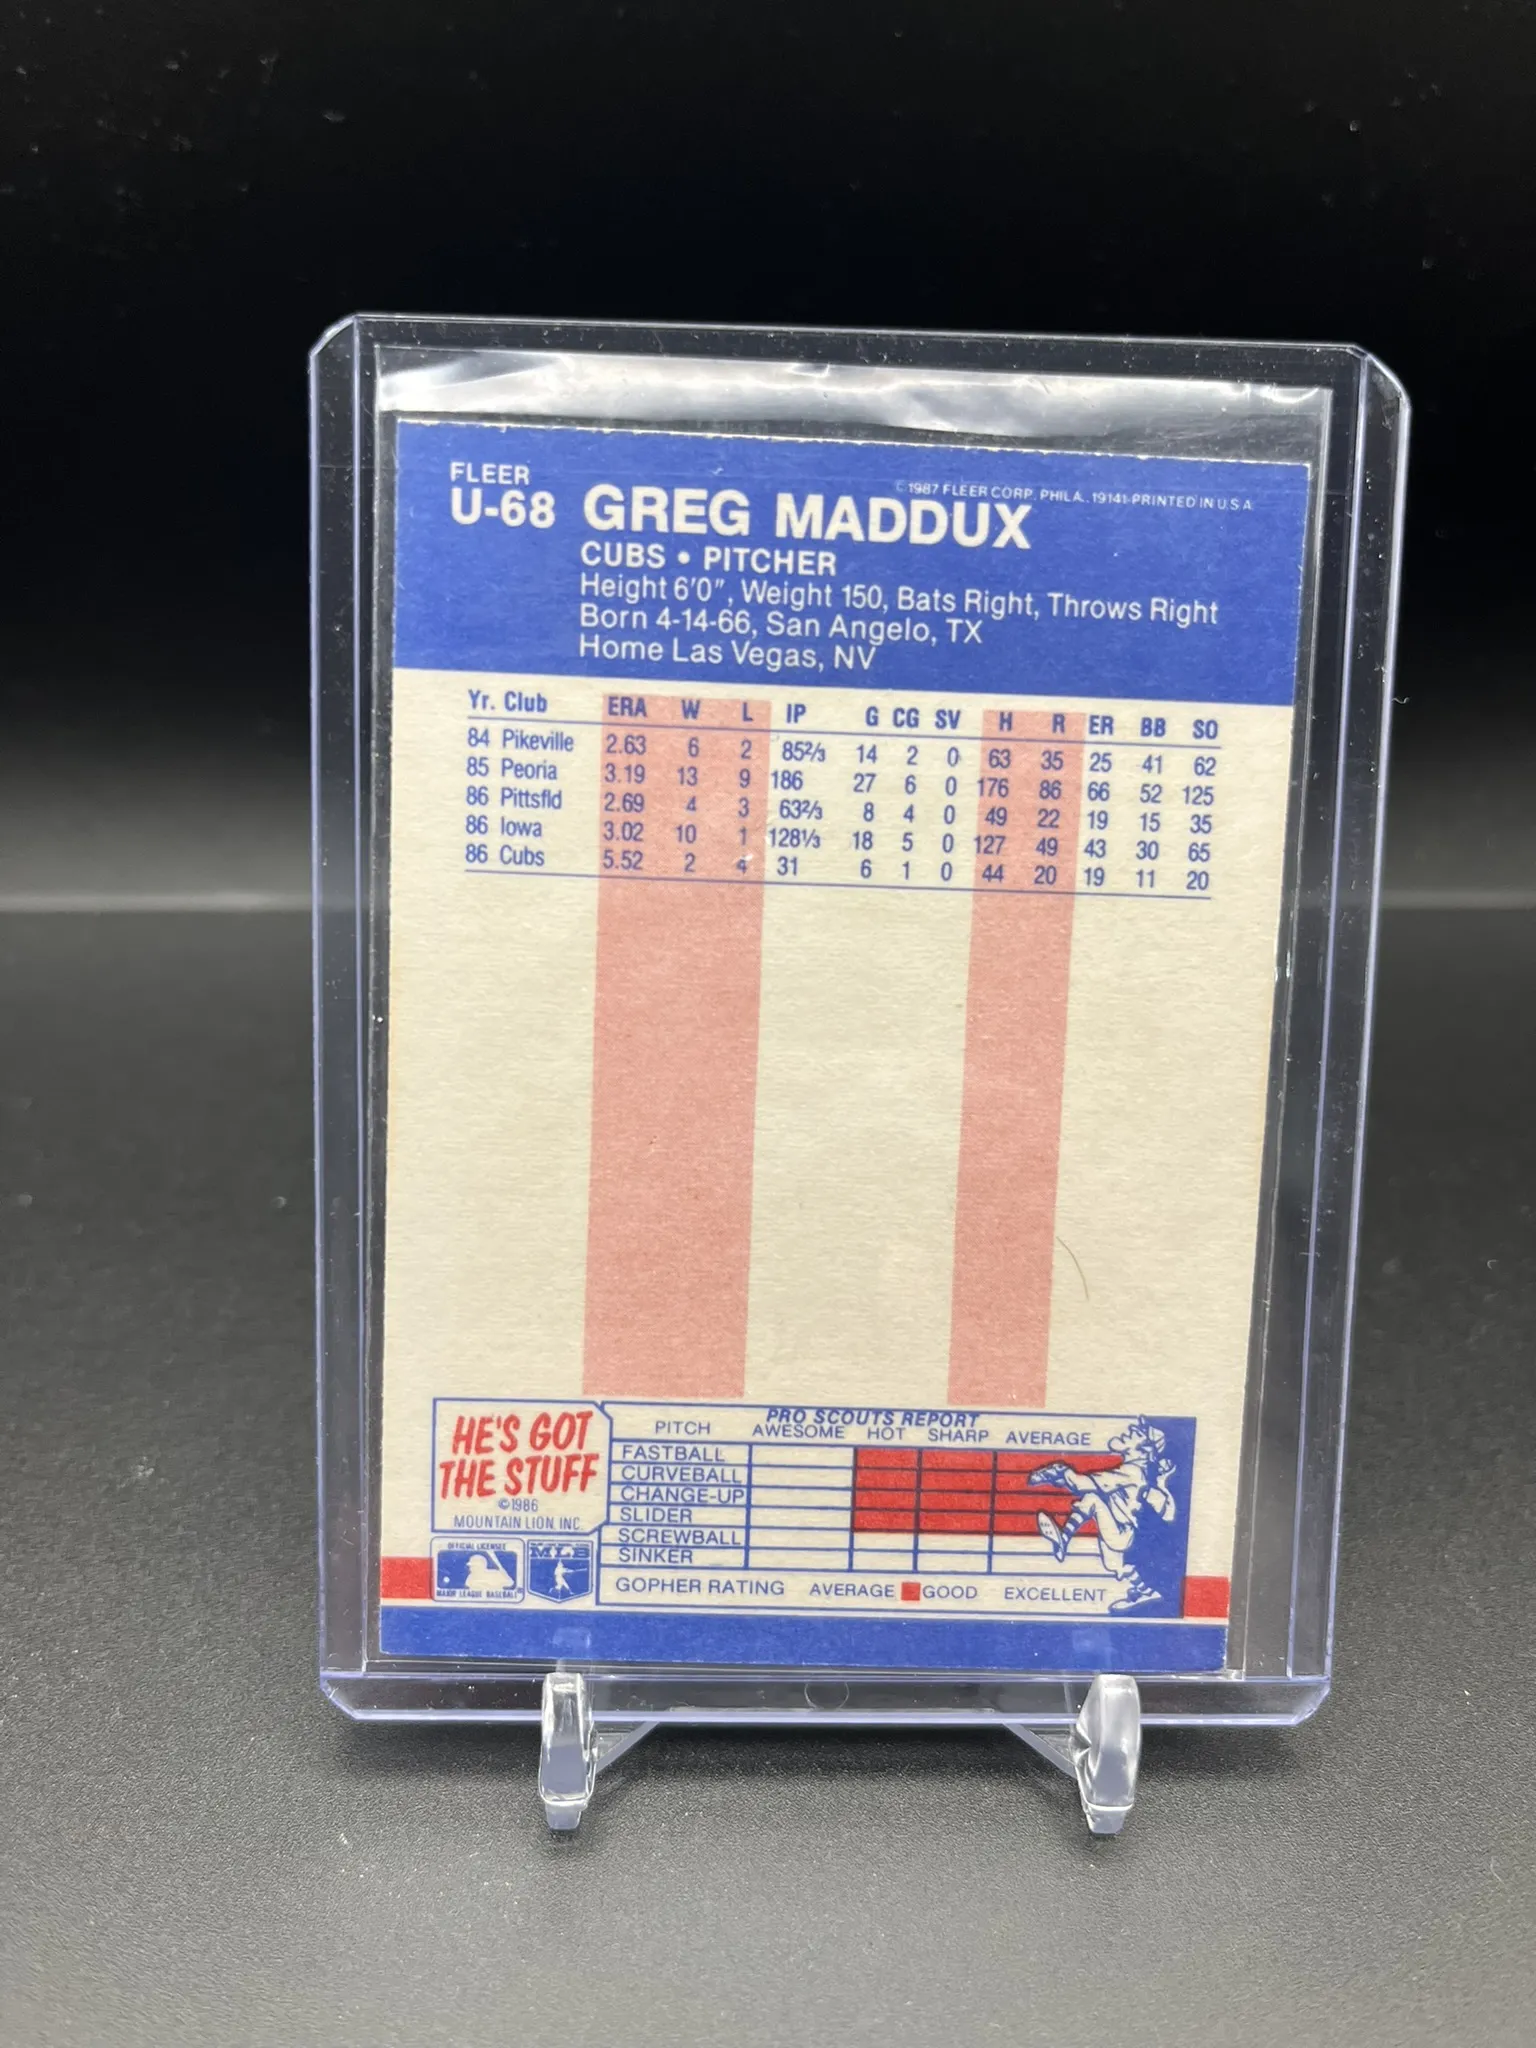 FLEER
U-68 GREG MADDUX
©1987 FLEER CORP. PHILA., 19141-PRINTED IN U.S.A.
CUBS • PITCHER
Height 6'0", Weight 150, Bats Right, Throws Right
Born 4-14-66, San Angelo, TX
Home Las Vegas, NV
Yr. Club ERA W L IP G CG SV H R ER BB SO
84 Pikeville 2.63 6 2 85⅔ 14 2 0 63 35 25 41 62
85 Peoria 3.19 13 9 186 27 6 0 176 86 66 52 125
86 Pittsfld 2.69 4 3 63⅔ 8 4 0 49 22 19 15 35
86 Iowa 3.02 10 1 128⅓ 18 5 0 127 49 43 30 65
86 Cubs 5.52 2 4 31 6 1 0 44 20 19 11 20
HE'S GOT
THE STUFF
©1986
MOUNTAIN LION, INC.
PRO SCOUTS REPORT
PITCH AWESOME HOT SHARP AVERAGE
FASTBALL
CURVEBALL
CHANGE-UP
SLIDER
SCREWBALL
SINKER
GOPHER RATING AVERAGE GOOD EXCELLENT
OFFICIAL LICENSEE
MAJOR LEAGUE BASEBALL
MLB